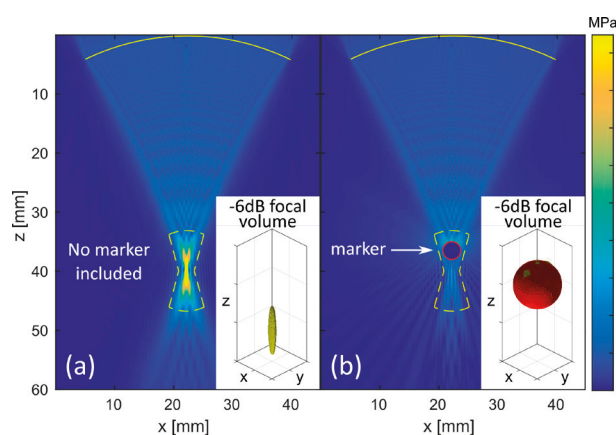 MPa
10
20
30
40
50
60
z [mm]
No marker
included
-6dB focal
volume
z
x
y
(a)
10
20
30
40
x [mm]
marker
-6dB focal
volume
z
x
y
(b)
10
20
30
40
x [mm]